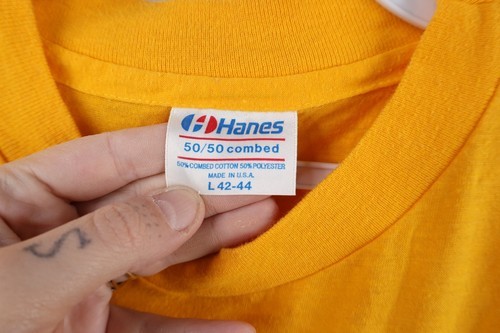 Hanes
50/50 combed
50% COMBED COTTON 50% POLYESTER
MADE IN U.S.A.
L 42-44
S